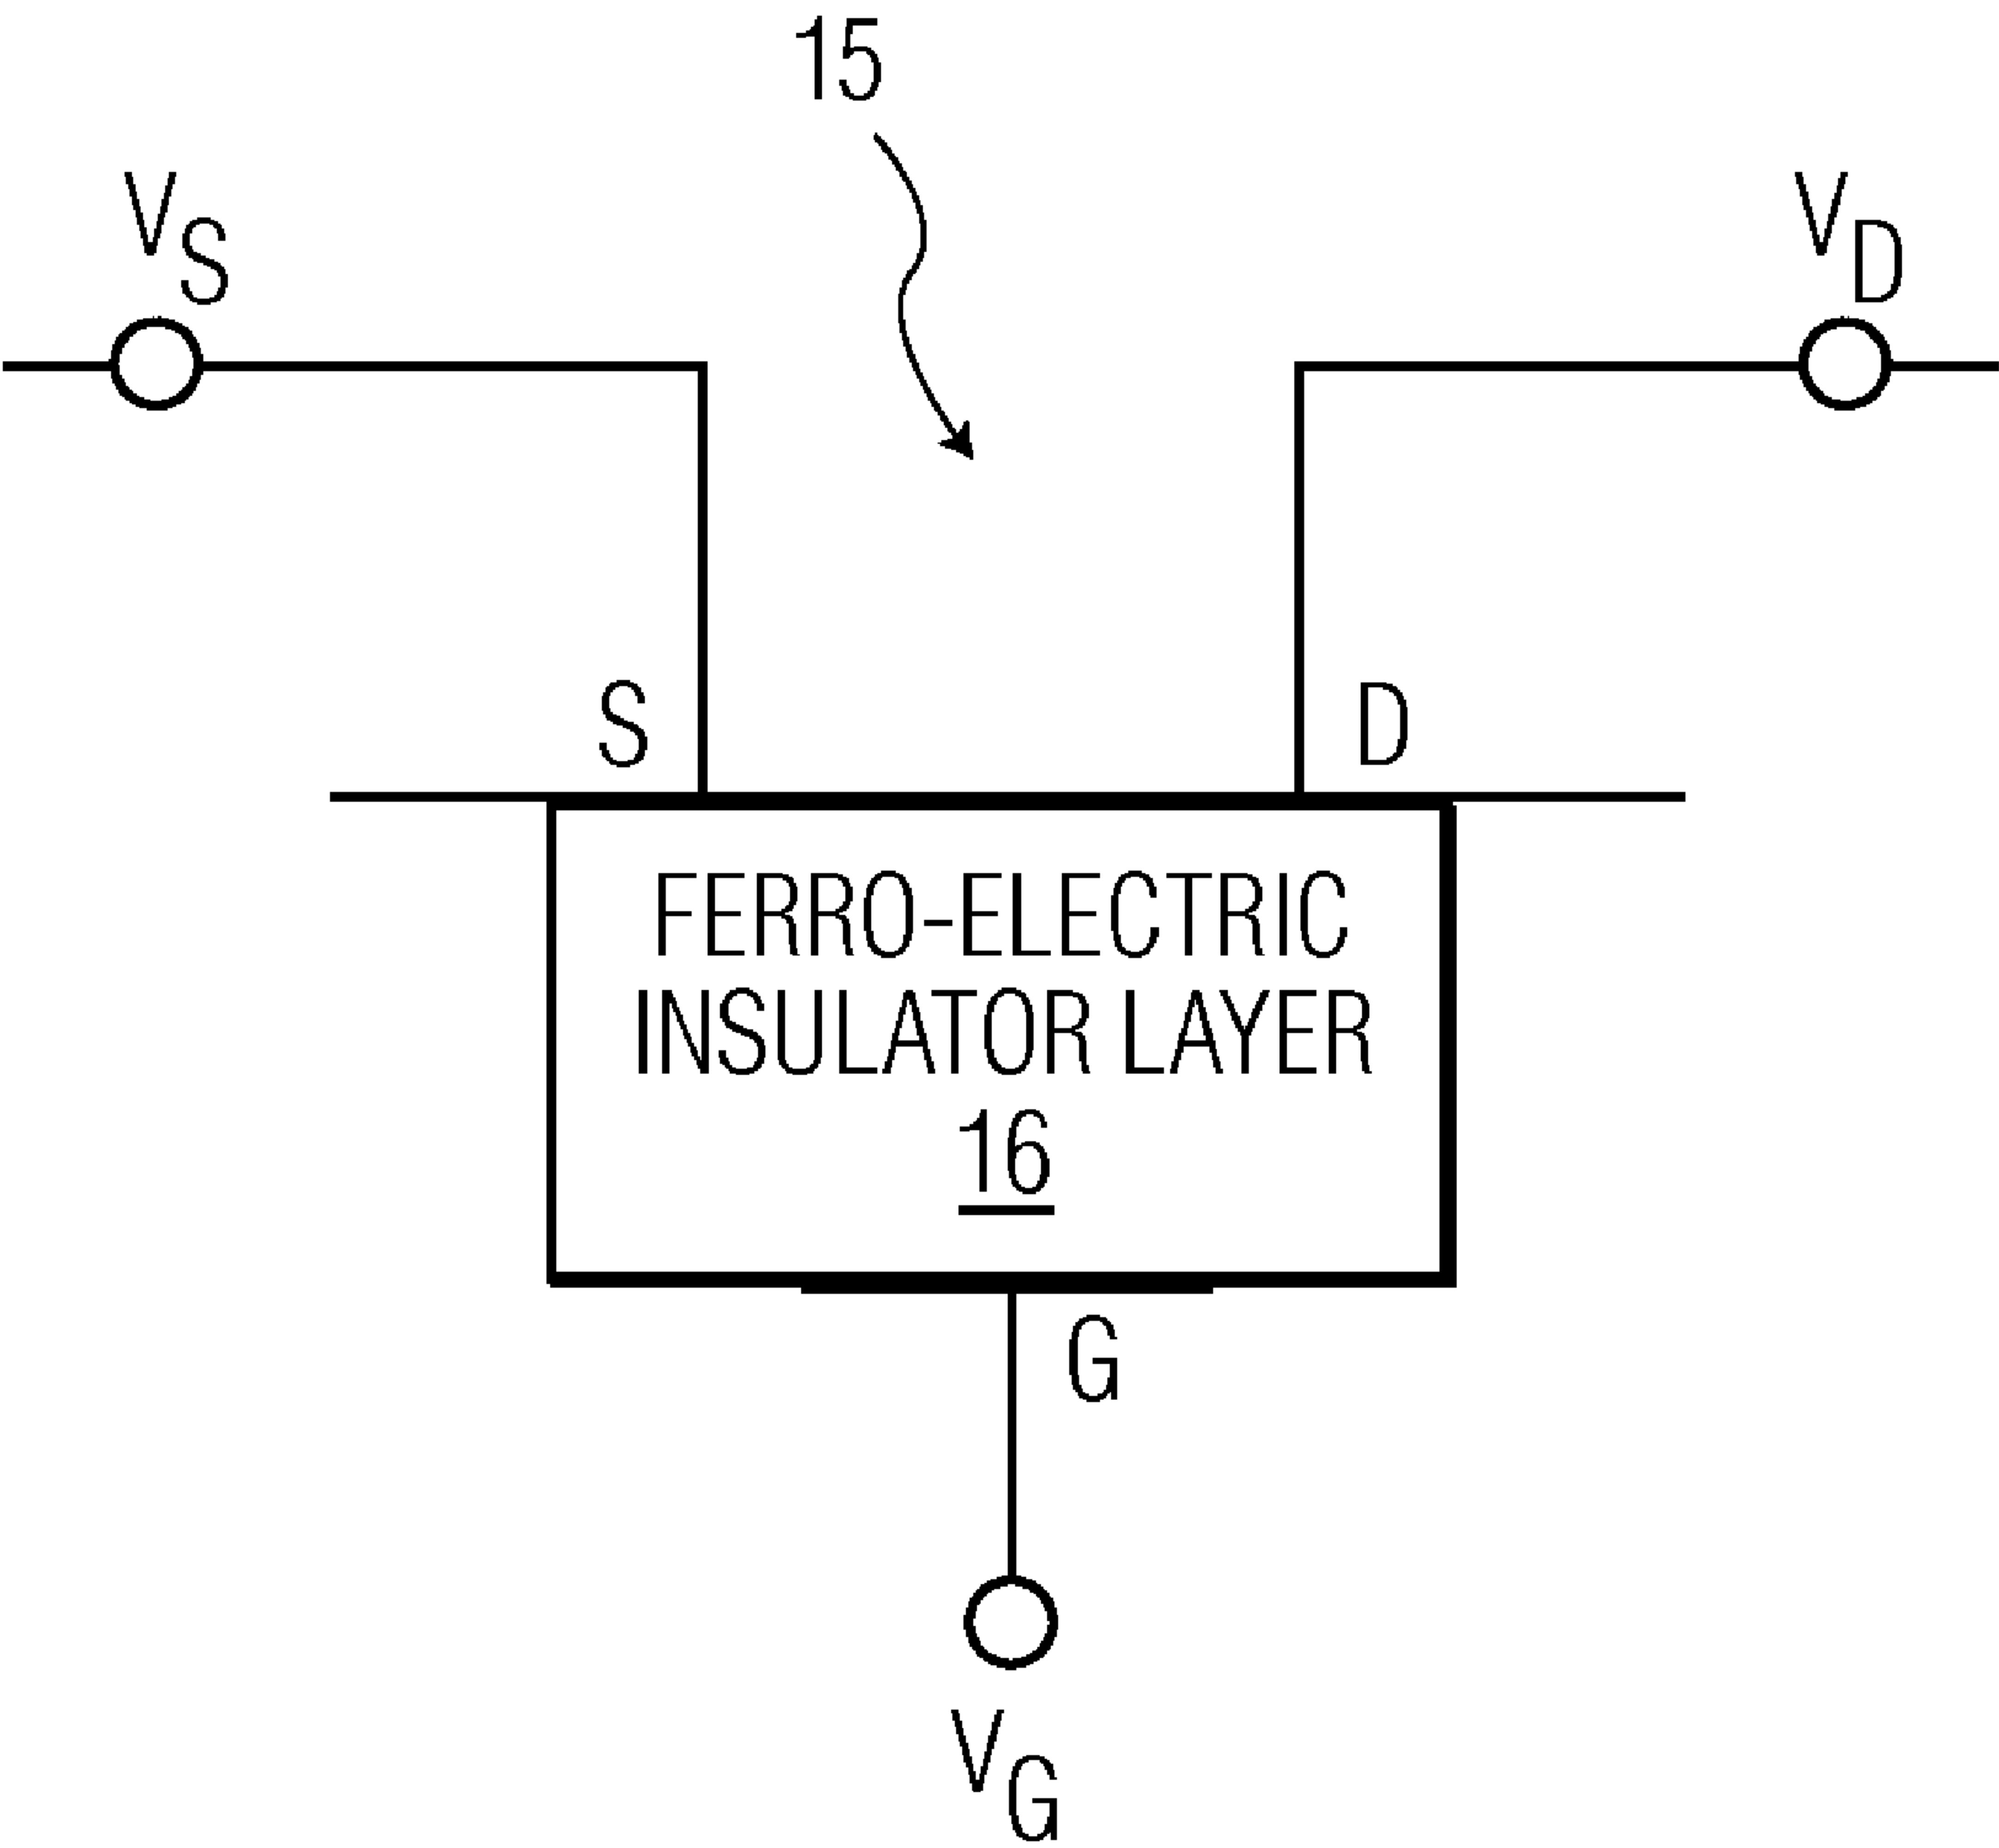 15
VS
VD
S
D
FERRO-ELECTRIC
INSULATOR LAYER
16
G
VG